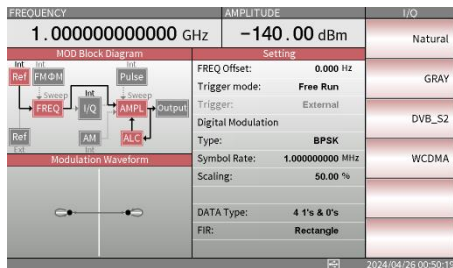 FREQUENCY
AMPLITUDE
I/O
1.000000000000 GHz
-140.00 dBm
Natural
MOD Block Diagram
Setting
Int
Int
Int
Ref
FMΦM
Pulse
FREQ Offset: 0.000 Hz
GRAY
Sweep
Int
Sweep
Trigger mode: Free Run
FREQ
I/Q
AMPL
Output
Trigger: External
DVB_S2
Digital Modulation
Ref
AM
ALC
Type: BPSK
Ext
Int
Modulation Waveform
Symbol Rate: 1.000000000 MHz
WCDMA
Scaling: 50.00 %
DATA Type: 4 1's & 0's
FIR: Rectangle
2024/04/26 00:50:19